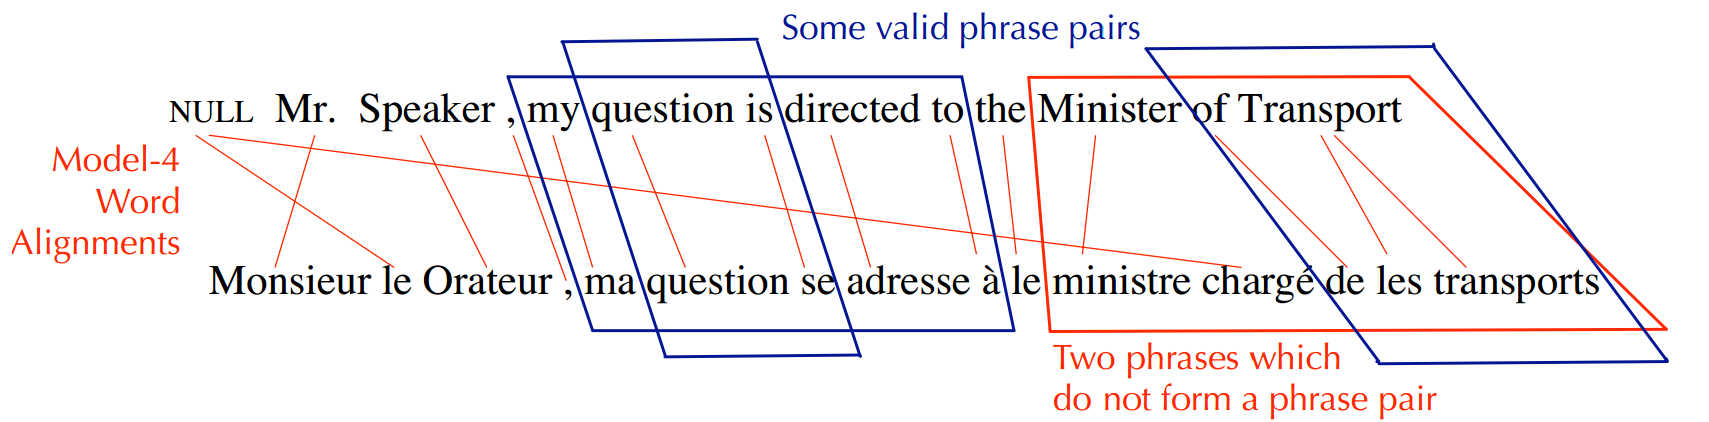 Some valid phrase pairs
NULL Mr. Speaker , my question is directed to the Minister of Transport
Model-4
Word
Alignments
Monsieur le Orateur , ma question se adresse à le ministre chargé de les transports
Two phrases which
do not form a phrase pair